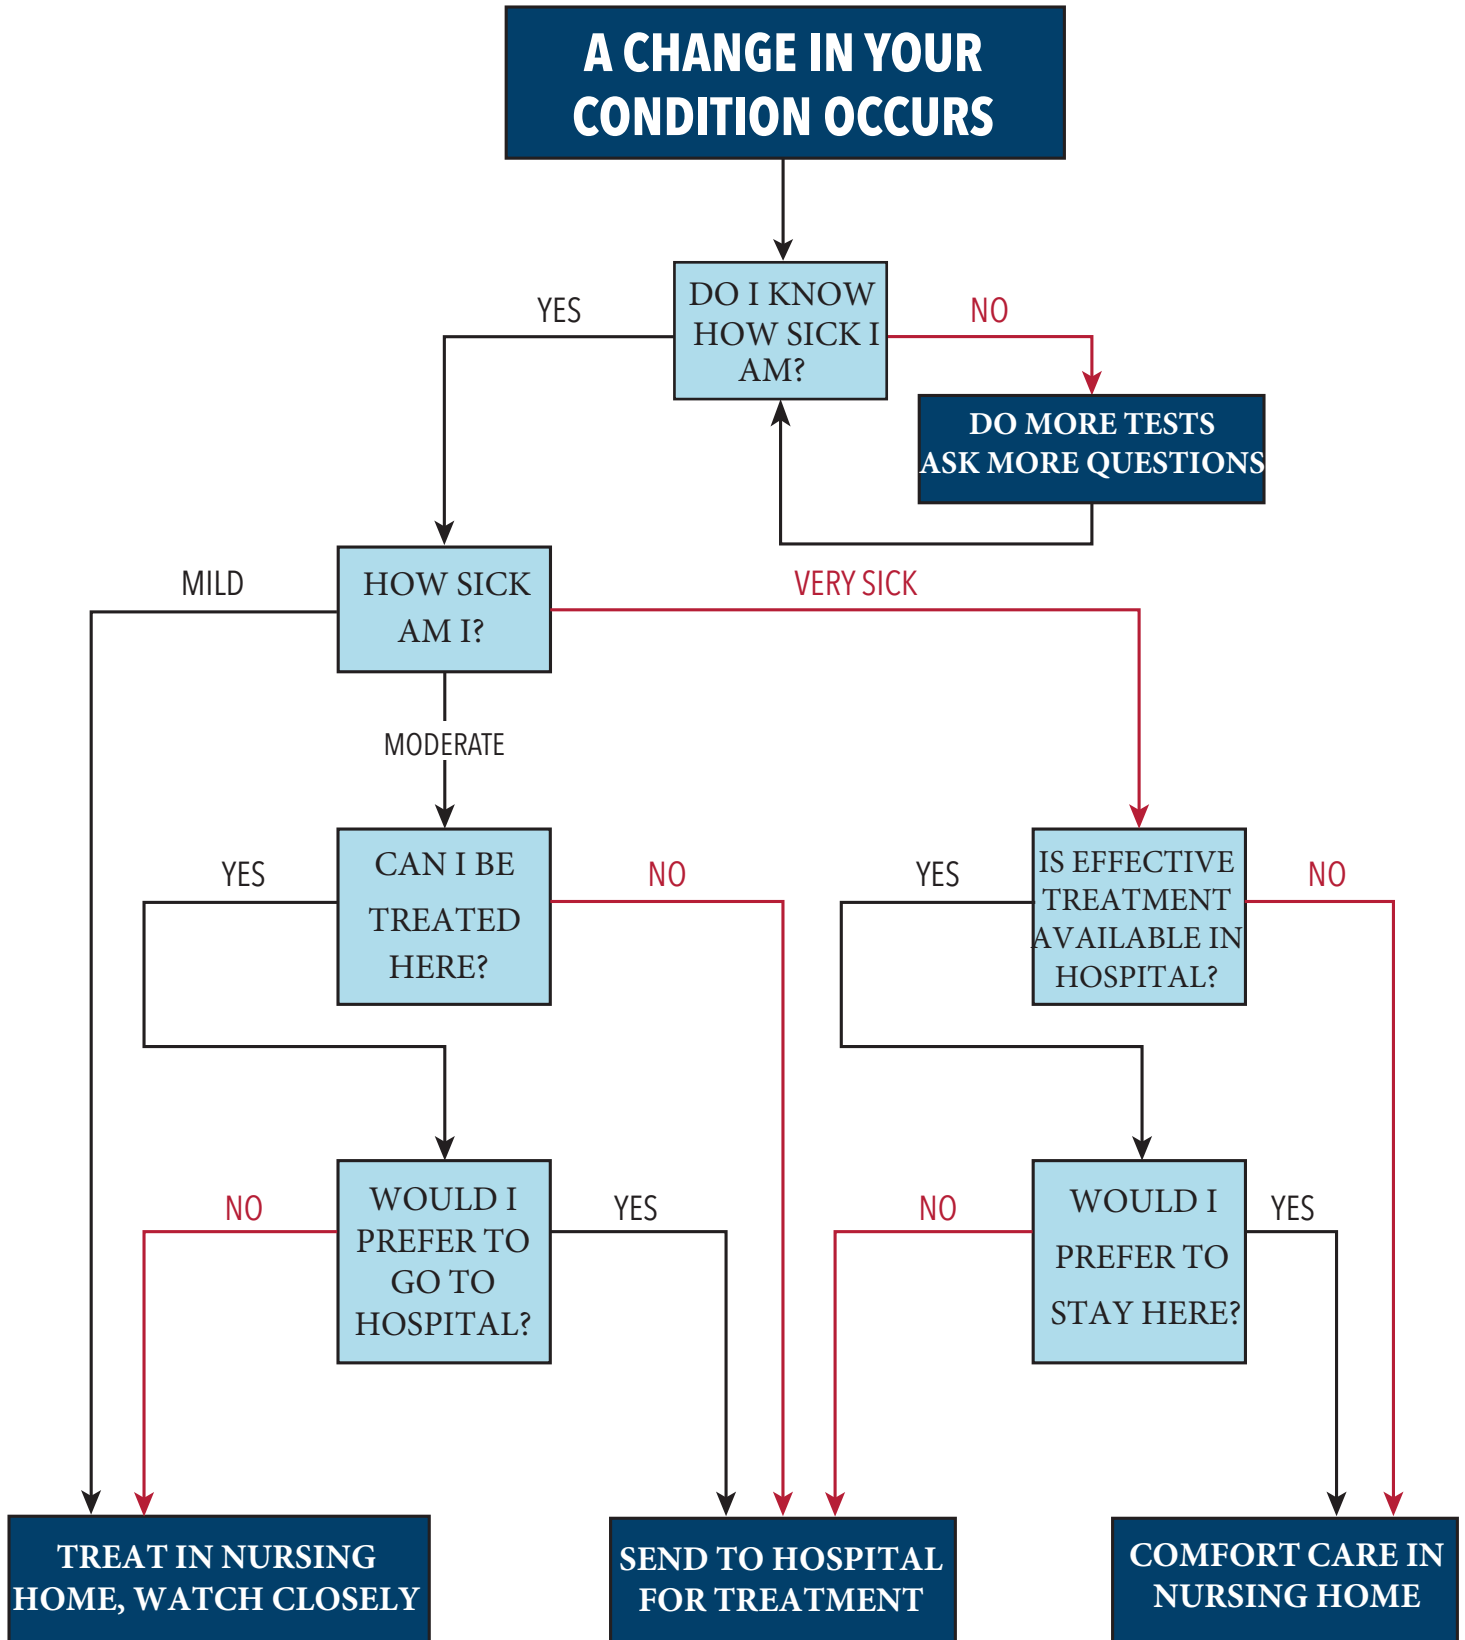 A CHANGE IN YOUR
CONDITION OCCURS
YES
DO I KNOW
HOW SICK I
AM?
NO
DO MORE TESTS
ASK MORE QUESTIONS
MILD
HOW SICK
AM I?
VERY SICK
MODERATE
YES
CAN I BE
TREATED
HERE?
NO
YES
IS EFFECTIVE
TREATMENT
AVAILABLE IN
HOSPITAL?
NO
NO
WOULD I
PREFER TO
GO TO
HOSPITAL?
YES
NO
WOULD I
PREFER TO
STAY HERE?
YES
TREAT IN NURSING
HOME, WATCH CLOSELY
SEND TO HOSPITAL
FOR TREATMENT
COMFORT CARE IN
NURSING HOME